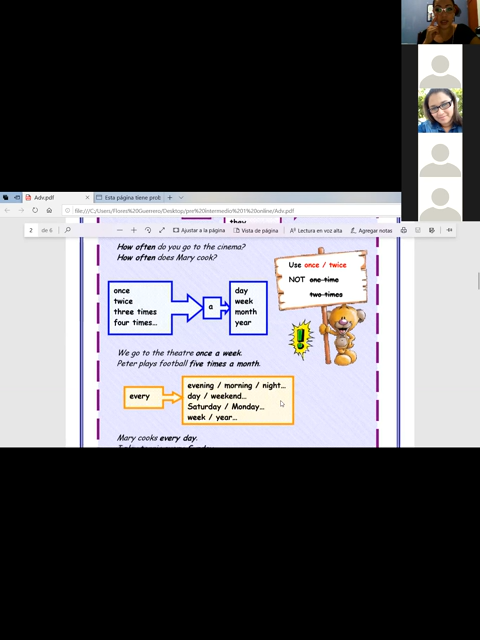 Adv.pdf
Esta página tiene prob
file:///C:/Users/Flores%20Guerrero/Desktop/pre%20intermedio%201%20online/Adv.pdf
2 de 6 Ajustar a la página Vista de página Lectura en voz alta Agregar notas
they
How often do you go to the cinema?
How often does Mary cook?
Use once / twice
NOT one time
two times
once
twice
three times
four times...
a
day
week
month
year
We go to the theatre once a week.
Peter plays football five times a month.
every
evening / morning / night...
day / weekend...
Saturday / Monday...
week / year...
Mary cooks every day.